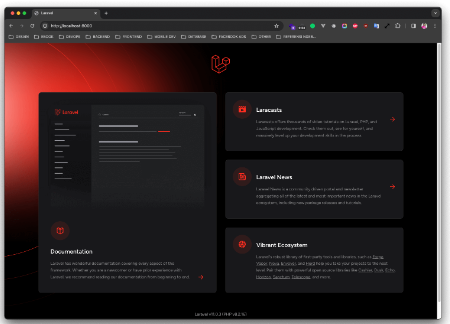 Laravel
http://localhost:8000
BACKEND
FRONTEND
MOBILE DEV
DATABASE
OTHERS
Laravel
Documentation
Laravel has wonderful documentation covering every aspect of the
framework. Whether you are a newcomer or have prior experience with
Laravel, we recommend reading our documentation from beginning to end.
Laracasts
Laracasts offers thousands of video tutorials on Laravel, PHP, and
JavaScript development. Check them out, see for yourself, and
massively level up your development skills in the process.
Laravel News
Laravel News is a community driven portal and newsletter
aggregating all of the latest and most important news in the Laravel
ecosystem, including new package releases and tutorials.
Vibrant Ecosystem
Laravel's robust library of first-party tools and libraries, such as Forge,
Vapor, Nova, Envoyer, and Herd help you take your projects to the next
level. Pair them with powerful open source libraries like Cashier, Dusk, Echo,
Horizon, Sanctum, Telescope, and more.